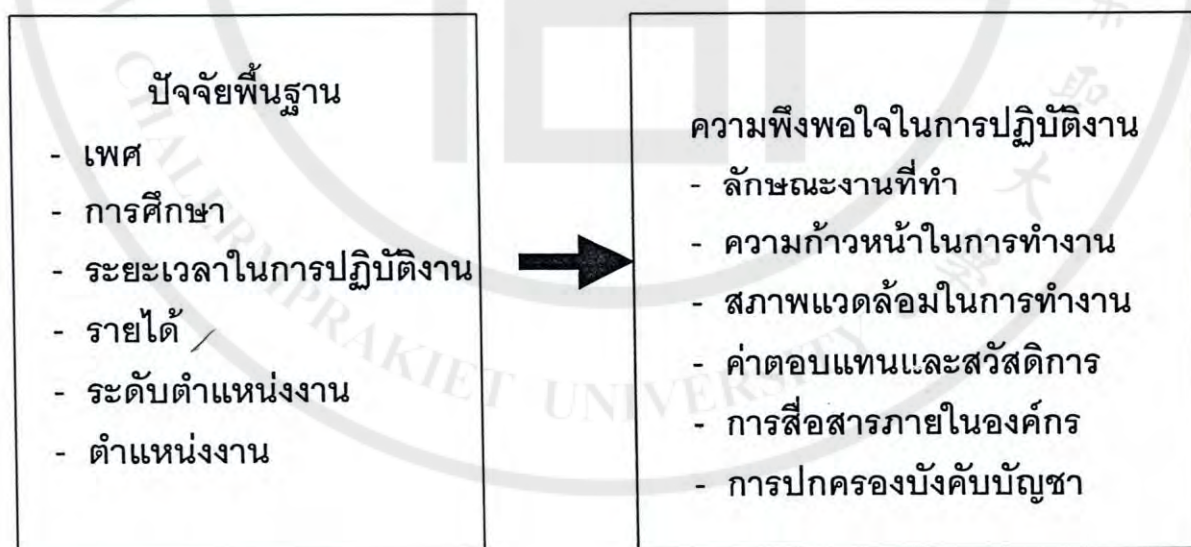 ปัจจัยพื้นฐาน
- เพศ
- การศึกษา
- ระยะเวลาในการปฏิบัติงาน
- รายได้
- ระดับตำแหน่งงาน
- ตำแหน่งงาน
ความพึงพอใจในการปฏิบัติงาน
- ลักษณะงานที่ทำ
- ความก้าวหน้าในการทำงาน
- สภาพแวดล้อมในการทำงาน
- ค่าตอบแทนและสวัสดิการ
- การสื่อสารภายในองค์กร
- การปกครองบังคับบัญชา
CHALERMPRAKIET UNIVERSITY